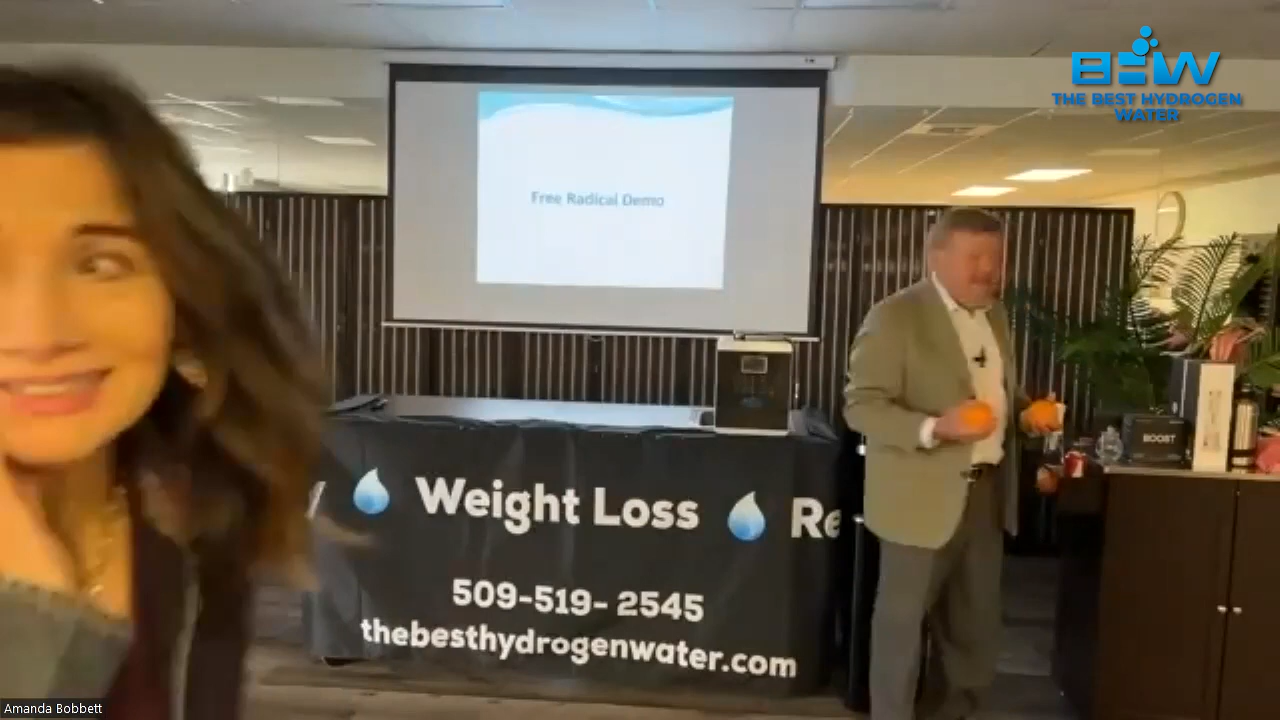 BHW
THE BEST HYDROGEN
WATER
Free Radical Demo
BOOST
Weight Loss
Re
509-519- 2545
thebesthydrogenwater.com
Amanda Bobbett